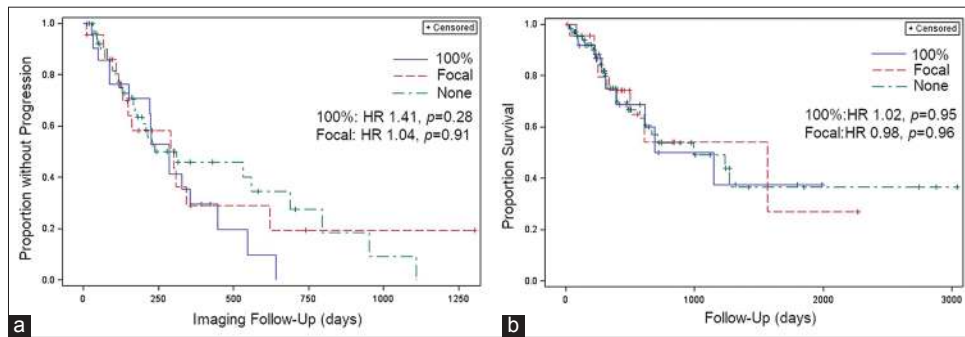 + Censored
100%
Focal
None
100%: HR 1.41, p=0.28
Focal: HR 1.04, p=0.91
Proportion without Progression
1.0
0.8
0.6
0.4
0.2
0.0
0 250 500 750 1000 1250
Imaging Follow-Up (days)
a
+ Censored
100%
Focal
None
100%:HR 1.02, p=0.95
Focal:HR 0.98, p=0.96
Proportion Survival
1.0
0.8
0.6
0.4
0.2
0.0
0 1000 2000 3000
Follow-Up (days)
b